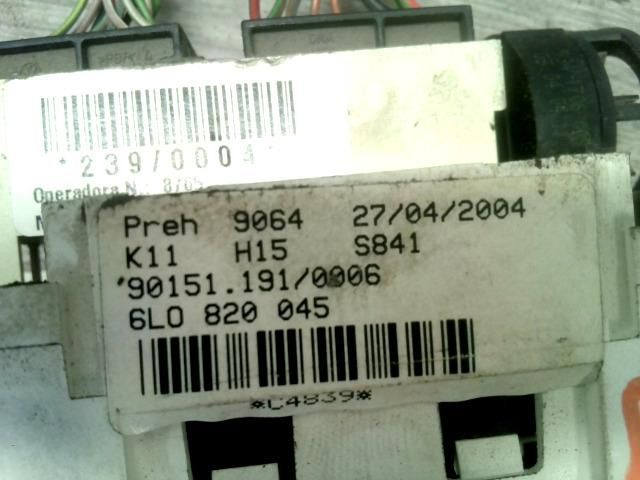 *239/0004*
Operadora N.: 8/65
Preh 9064 27/04/2004
K11 H15 S841
90151.191/0006
6L0 820 045
*C4839*